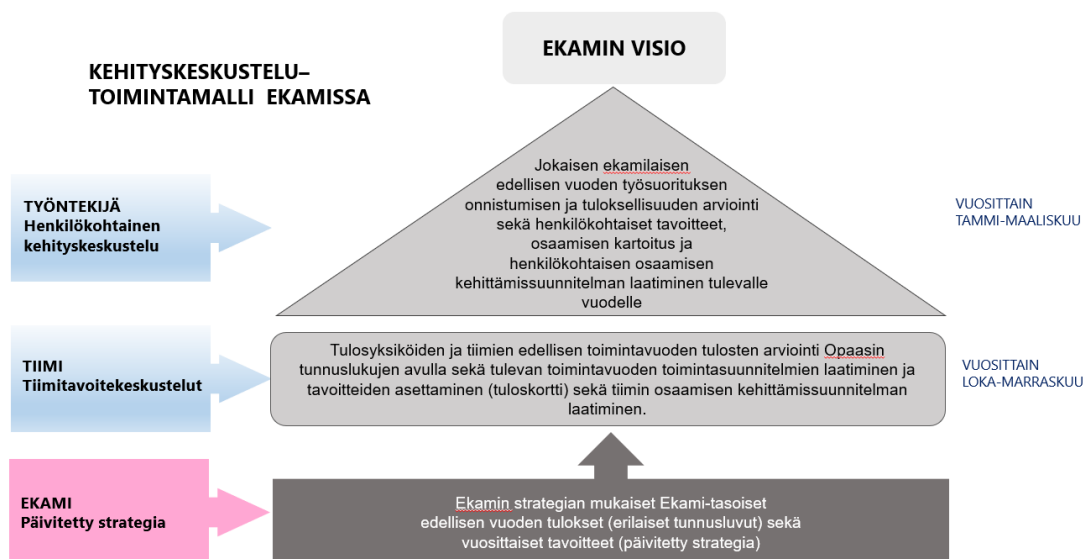 EKAMIN VISIO
KEHITYSKESKUSTELU–
TOIMINTAMALLI EKAMISSA
TYÖNTEKIJÄ
Henkilökohtainen
kehityskeskustelu
Jokaisen ekamilaisen
edellisen vuoden työsuorituksen
onnistumisen ja tuloksellisuuden arviointi
sekä henkilökohtaiset tavoitteet,
osaamisen kartoitus ja
henkilökohtaisen osaamisen
kehittämissuunnitelman laatiminen tulevalle
vuodelle
VUOSITTAIN
TAMMI-MAALISKUU
TIIMI
Tiimitavoitekeskustelut
Tulosyksiköiden ja tiimien edellisen toimintavuoden tulosten arviointi Opaasin
tunnuslukujen avulla sekä tulevan toimintavuoden toimintasuunnitelmien laatiminen ja
tavoitteiden asettaminen (tuloskortti) sekä tiimin osaamisen kehittämissuunnitelman
laatiminen.
VUOSITTAIN
LOKA-MARRASKUU
EKAMI
Päivitetty strategia
Ekamin strategian mukaiset Ekami-tasoiset
edellisen vuoden tulokset (erilaiset tunnusluvut) sekä
vuosittaiset tavoitteet (päivitetty strategia)